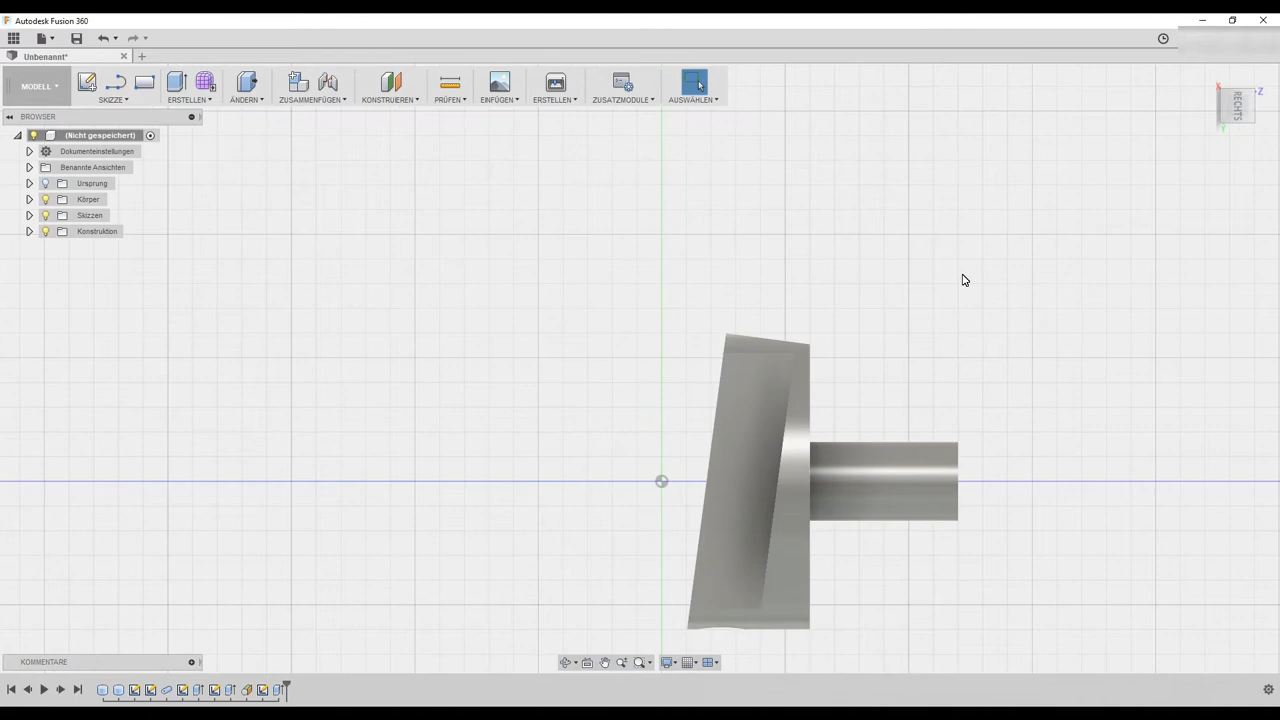 Autodesk Fusion 360
Unbenannt*
MODELL
SKIZZE
ERSTELLEN
ÄNDERN
ZUSAMMENFÜGEN
KONSTRUIEREN
PRÜFEN
EINFÜGEN
ERSTELLEN
ZUSATZMODULE
AUSWÄHLEN
X
Z
RECHTS
Y
BROWSER
(Nicht gespeichert)
Dokumenteinstellungen
Benannte Ansichten
Ursprung
Körper
Skizzen
Konstruktion
KOMMENTARE